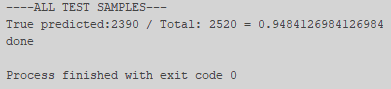 ----ALL TEST SAMPLES---
True predicted:2390 / Total: 2520 = 0.9484126984126984
done
Process finished with exit code 0